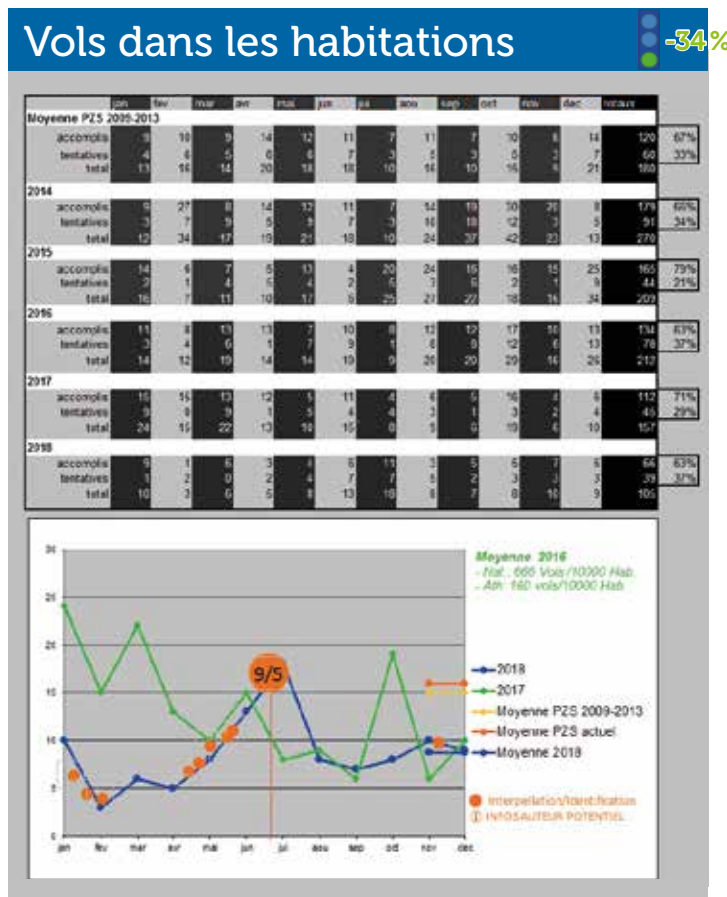 Vols dans les habitations -34%
jan fev mar avr mai jun jui aou sep oct nov dec totaux
Moyenne PZS 2009-2013
accomplis 9 10 9 14 12 11 7 11 7 10 6 14 120 67%
tentatives 4 6 5 6 6 7 3 5 3 5 3 7 60 33%
total 13 16 14 20 18 18 10 16 10 15 9 21 180
2014
accomplis 9 27 8 14 12 11 7 14 19 30 20 8 179 66%
tentatives 3 7 9 5 9 7 3 10 18 12 3 5 91 34%
total 12 34 17 19 21 18 10 24 37 42 23 13 270
2015
accomplis 14 6 7 5 13 4 20 24 16 16 15 25 165 79%
tentatives 2 1 4 5 4 2 5 3 6 2 1 9 44 21%
total 16 7 11 10 17 6 25 27 22 18 16 34 209
2016
accomplis 11 8 13 13 7 10 8 12 12 17 10 13 134 63%
tentatives 3 4 6 1 7 9 1 8 8 12 6 13 78 37%
total 14 12 19 14 14 19 9 20 20 29 16 26 212
2017
accomplis 15 15 13 12 5 11 4 6 5 16 4 6 112 71%
tentatives 9 0 9 1 5 4 4 3 1 3 2 4 45 29%
total 24 15 22 13 10 15 8 9 6 19 6 10 157
2018
accomplis 9 1 6 3 4 6 11 3 5 5 7 6 66 63%
tentatives 1 2 0 2 4 7 7 5 2 3 3 3 39 37%
total 10 3 6 5 8 13 18 8 7 8 10 9 105
30
25
20
15
10
5
0
jan fev mar avr mai jun jul aou sep oct nov dec
9/5
Moyenne 2016
- Nat.: 666 Vols/10000 Hab.
- Ath: 160 vols/10000 Hab
2018
2017
Moyenne PZS 2009-2013
Moyenne PZS actuel
Moyenne 2018
Interpellation/Identification
INFOS AUTEUR POTENTIEL